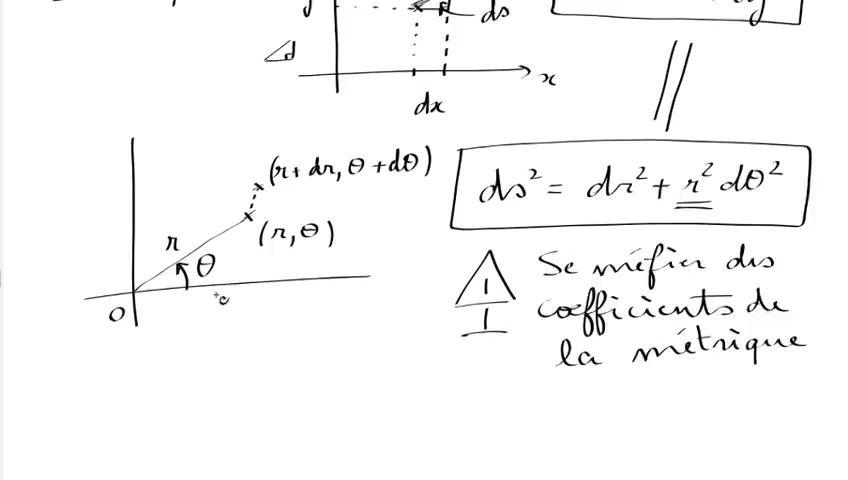 ds
x
dx
(r + dr, θ + dθ)
ds² = dr² + r² dθ²
r
(r, θ)
θ
O
Se méfier des
coefficients de
la métrique